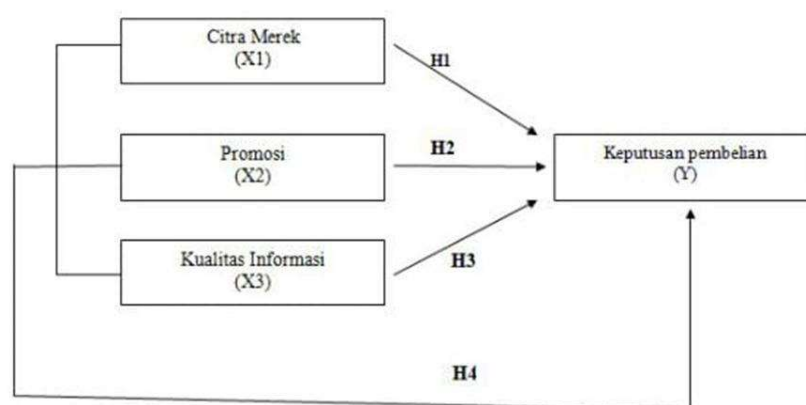 Citra Merek
(X1)
H1
Promosi
(X2)
H2
Keputusan pembelian
(Y)
Kualitas Informasi
(X3)
H3
H4